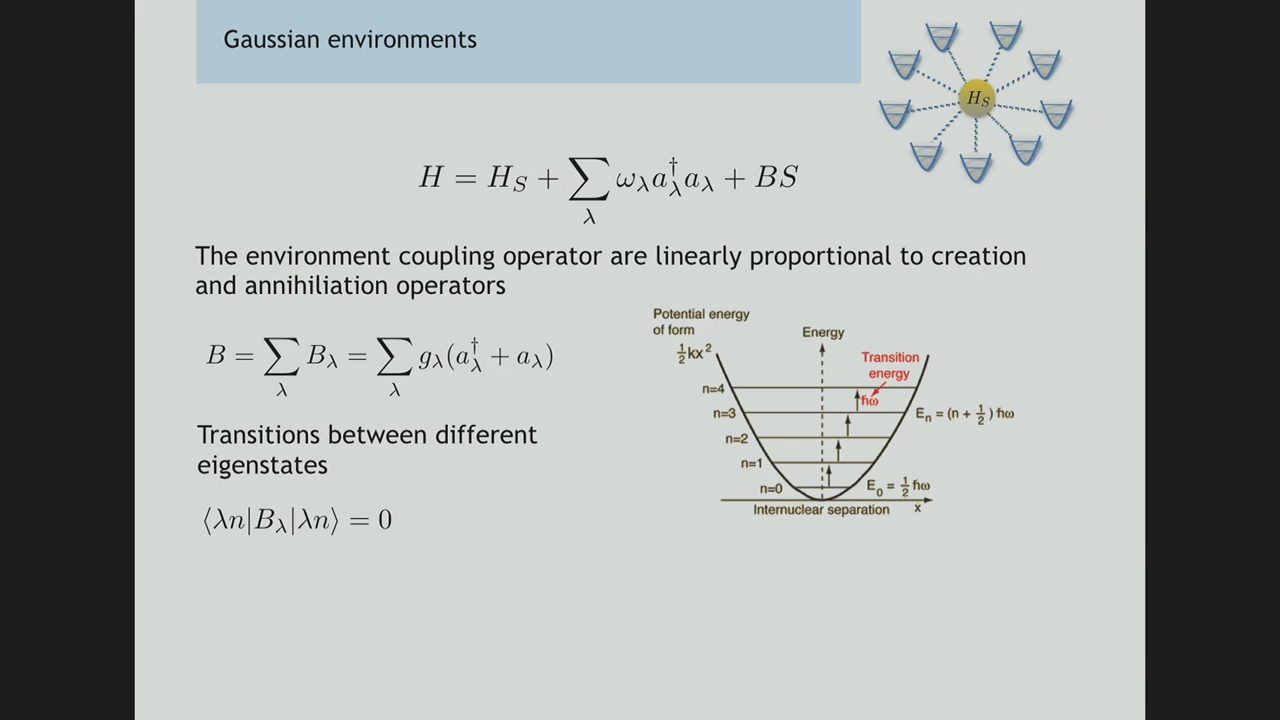 Gaussian environments
H_S
H = H_S + ∑_λ ω_λ a_λ^† a_λ + BS
The environment coupling operator are linearly proportional to creation
and annihiliation operators
B = ∑_λ B_λ = ∑_λ g_λ(a_λ^† + a_λ)
Transitions between different
eigenstates
⟨λn|B_λ|λn⟩ = 0
Potential energy
of form
½kx²
Energy
Transition
energy
n=4
ħω
n=3
E_n = (n + ½) ħω
n=2
n=1
n=0
E_0 = ½ ħω
Internuclear separation
x